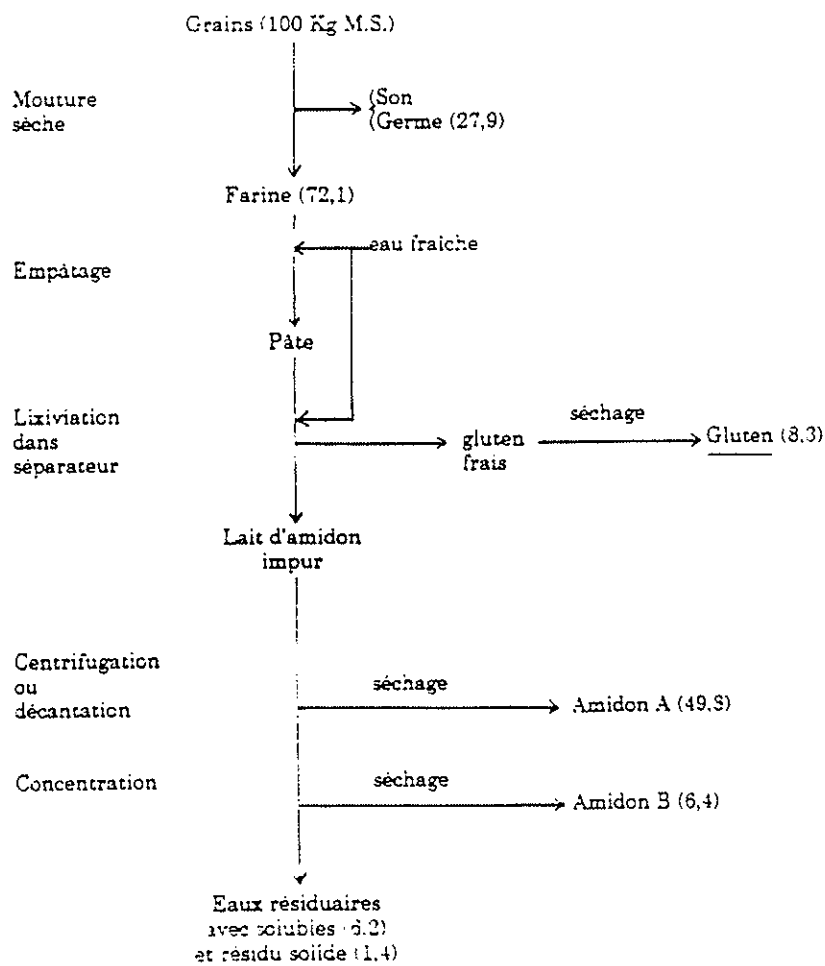 Grains (100 Kg M.S.)
Mouture
sèche
(Son
(Germe (27,9)
Farine (72,1)
eau fraiche
Empâtage
Pâte
Lixiviation
dans
séparateur
gluten
frais
séchage
Gluten (8,3)
Lait d'amidon
impur
Centrifugation
ou
décantation
séchage
Amidon A (49,8)
Concentration
séchage
Amidon B (6,4)
Eaux résiduaires
avec solubles (6.2)
et résidu solide (1,4)